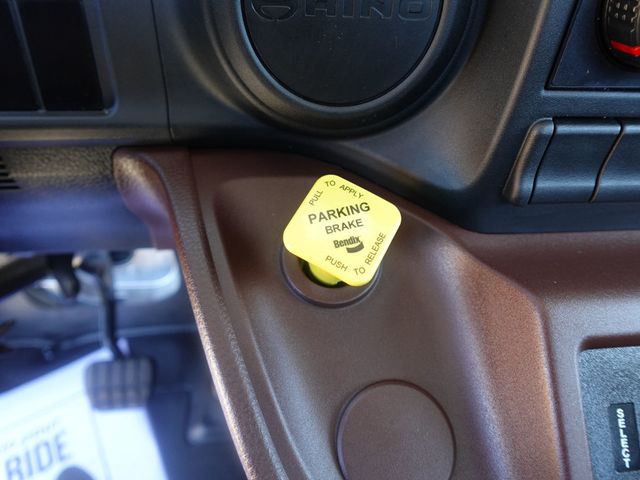 HINO
PULL TO APPLY
PARKING
BRAKE
Bendix
PUSH TO RELEASE
SELECT
RIDE